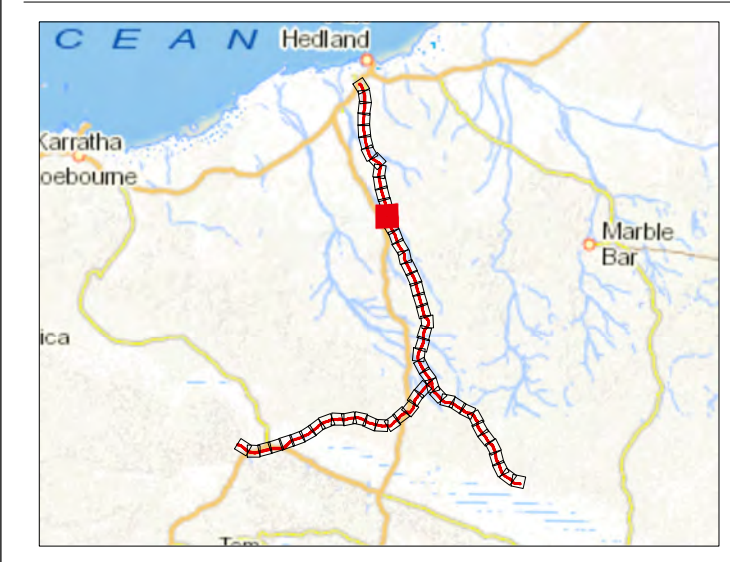 C E A N
Hedland
Karratha
oebourne
Marble
Bar
ica
Tom